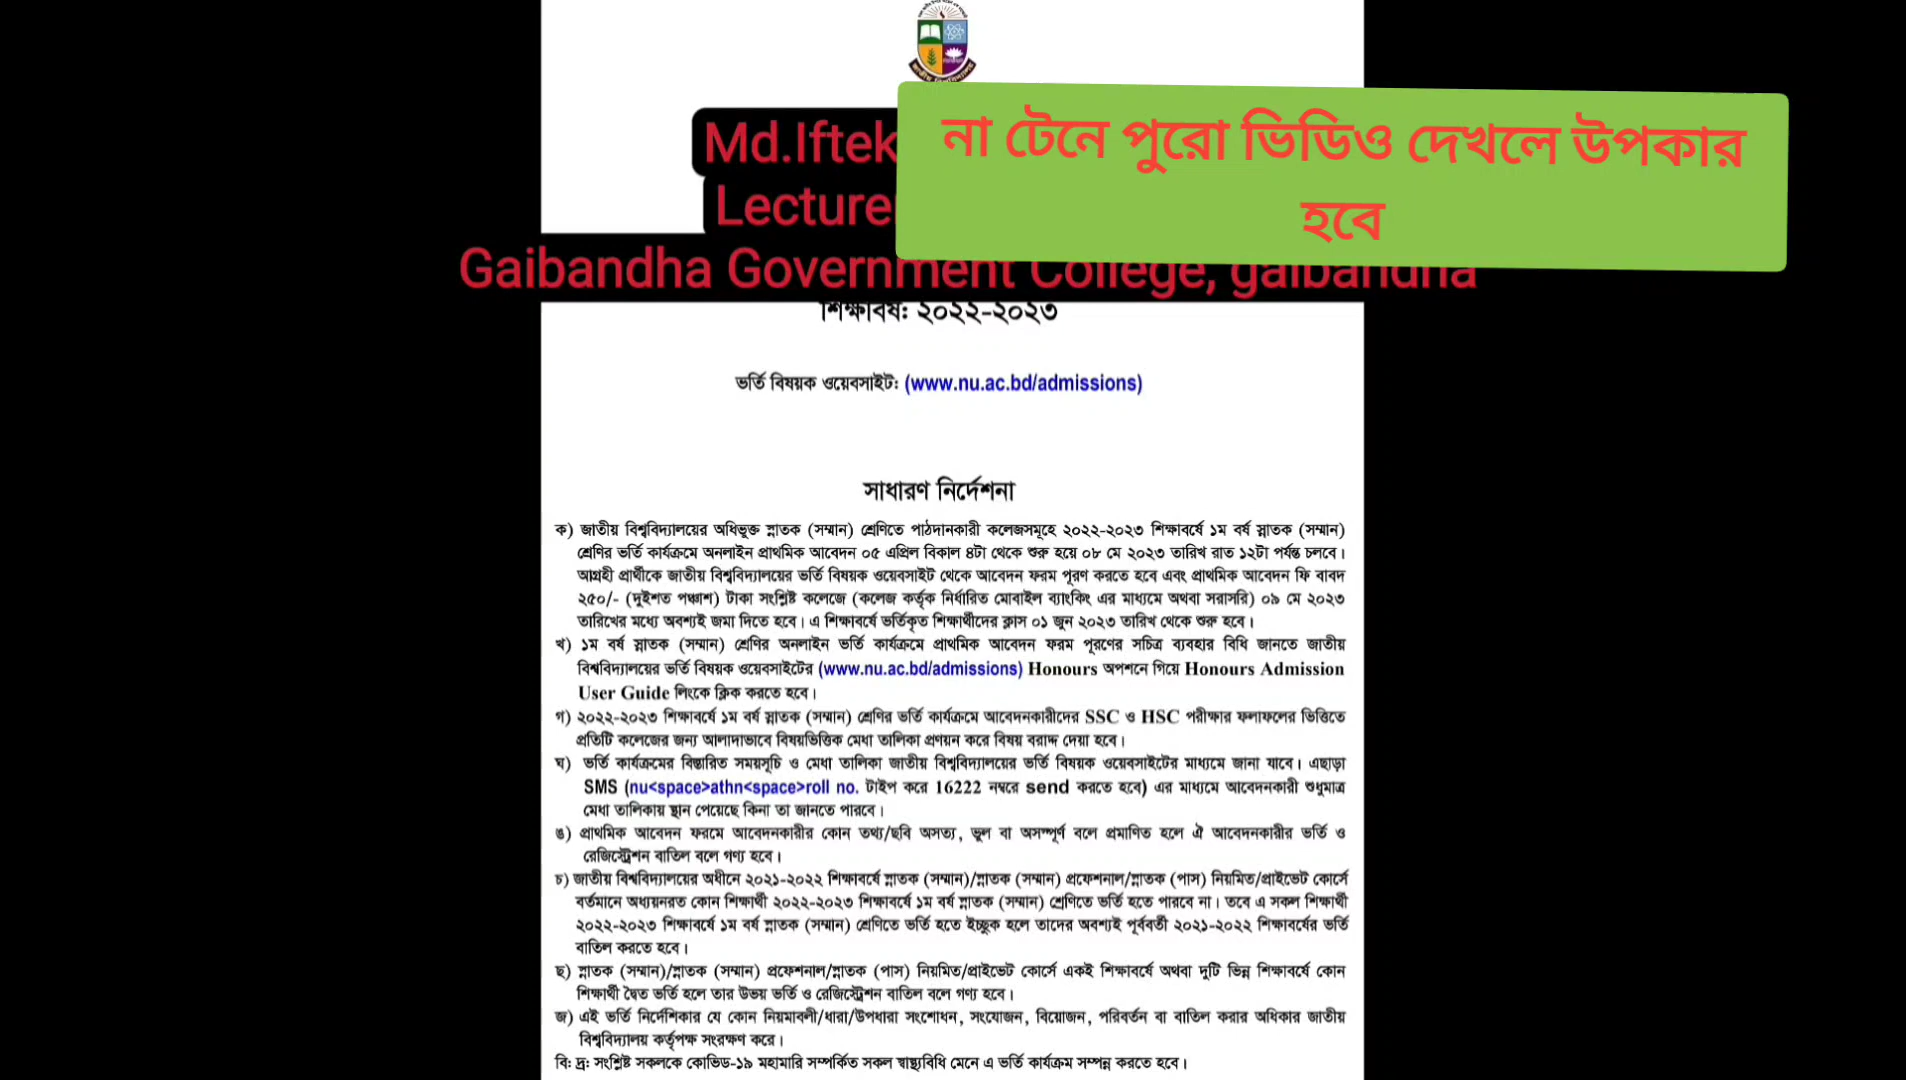 Md.Iftek
না টেনে পুরো ভিডিও দেখলে উপকার
হবে
Lecture
Gaibandha Government College, gaibandha
শিক্ষাবর্ষ: ২০২২-২০২৩
ভর্তি বিষয়ক ওয়েবসাইট: (www.nu.ac.bd/admissions)
সাধারণ নির্দেশনা
ক) জাতীয় বিশ্ববিদ্যালয়ের অধিভুক্ত স্নাতক (সম্মান) শ্রেণিতে পাঠদানকারী কলেজসমূহে ২০২২-২০২৩ শিক্ষাবর্ষে ১ম বর্ষ স্নাতক (সম্মান)
শ্রেণির ভর্তি কার্যক্রমে অনলাইন প্রাথমিক আবেদন ০৫ এপ্রিল বিকাল ৪টা থেকে শুরু হয়ে ০৮ মে ২০২৩ তারিখ রাত ১২টা পর্যন্ত চলবে।
আগ্রহী প্রার্থীকে জাতীয় বিশ্ববিদ্যালয়ের ভর্তি বিষয়ক ওয়েবসাইট থেকে আবেদন ফরম পূরণ করতে হবে এবং প্রাথমিক আবেদন ফি বাবদ
২৫০/- (দুইশত পঞ্চাশ) টাকা সংশ্লিষ্ট কলেজে (কলেজ কর্তৃক নির্ধারিত মোবাইল ব্যাংকিং এর মাধ্যমে অথবা সরাসরি) ০৯ মে ২০২৩
তারিখের মধ্যে অবশ্যই জমা দিতে হবে। এ শিক্ষাবর্ষে ভর্তিকৃত শিক্ষার্থীদের ক্লাস ০১ জুন ২০২৩ তারিখ থেকে শুরু হবে।
খ) ১ম বর্ষ স্নাতক (সম্মান) শ্রেণির অনলাইন ভর্তি কার্যক্রমে প্রাথমিক আবেদন ফরম পূরণের সচিত্র ব্যবহার বিধি জানতে জাতীয়
বিশ্ববিদ্যালয়ের ভর্তি বিষয়ক ওয়েবসাইটের (www.nu.ac.bd/admissions) Honours অপশনে গিয়ে Honours Admission
User Guide লিংকে ক্লিক করতে হবে।
গ) ২০২২-২০২৩ শিক্ষাবর্ষে ১ম বর্ষ স্নাতক (সম্মান) শ্রেণির ভর্তি কার্যক্রমে আবেদনকারীদের SSC ও HSC পরীক্ষার ফলাফলের ভিত্তিতে
প্রতিটি কলেজের জন্য আলাদাভাবে বিষয়ভিত্তিক মেধা তালিকা প্রণয়ন করে বিষয় বরাদ্দ দেয়া হবে।
ঘ) ভর্তি কার্যক্রমের বিস্তারিত সময়সূচি ও মেধা তালিকা জাতীয় বিশ্ববিদ্যালয়ের ভর্তি বিষয়ক ওয়েবসাইটের মাধ্যমে জানা যাবে। এছাড়া
SMS (nu<space>athn<space>roll no. টাইপ করে 16222 নম্বরে send করতে হবে) এর মাধ্যমে আবেদনকারী শুধুমাত্র
মেধা তালিকায় স্থান পেয়েছে কিনা তা জানতে পারবে।
ঙ) প্রাথমিক আবেদন ফরমে আবেদনকারীর কোন তথ্য/ছবি অসত্য, ভুল বা অসম্পূর্ণ বলে প্রমাণিত হলে ঐ আবেদনকারীর ভর্তি ও
রেজিস্ট্রেশন বাতিল বলে গণ্য হবে।
চ) জাতীয় বিশ্ববিদ্যালয়ের অধীনে ২০২১-২০২২ শিক্ষাবর্ষে স্নাতক (সম্মান)/স্নাতক (সম্মান) প্রফেশনাল/স্নাতক (পাস) নিয়মিত/প্রাইভেট কোর্সে
বর্তমানে অধ্যয়নরত কোন শিক্ষার্থী ২০২২-২০২৩ শিক্ষাবর্ষে ১ম বর্ষ স্নাতক (সম্মান) শ্রেণিতে ভর্তি হতে পারবে না। তবে এ সকল শিক্ষার্থী
২০২২-২০২৩ শিক্ষাবর্ষে ১ম বর্ষ স্নাতক (সম্মান) শ্রেণিতে ভর্তি হতে ইচ্ছুক হলে তাদের অবশ্যই পূর্ববর্তী ২০২১-২০২২ শিক্ষাবর্ষের ভর্তি
বাতিল করতে হবে।
ছ) স্নাতক (সম্মান)/স্নাতক (সম্মান) প্রফেশনাল/স্নাতক (পাস) নিয়মিত/প্রাইভেট কোর্সে একই শিক্ষাবর্ষে অথবা দুটি ভিন্ন শিক্ষাবর্ষে কোন
শিক্ষার্থী দ্বৈত ভর্তি হলে তার উভয় ভর্তি ও রেজিস্ট্রেশন বাতিল বলে গণ্য হবে।
জ) এই ভর্তি নির্দেশিকার যে কোন নিয়মাবলী/ধারা/উপধারা সংশোধন, সংযোজন, বিয়োজন, পরিবর্তন বা বাতিল করার অধিকার জাতীয়
বিশ্ববিদ্যালয় কর্তৃপক্ষ সংরক্ষণ করে।
বি: দ্র: সংশ্লিষ্ট সকলকে কোভিড-১৯ মহামারি সম্পর্কিত সকল স্বাস্থ্যবিধি মেনে এ ভর্তি কার্যক্রম সম্পন্ন করতে হবে।